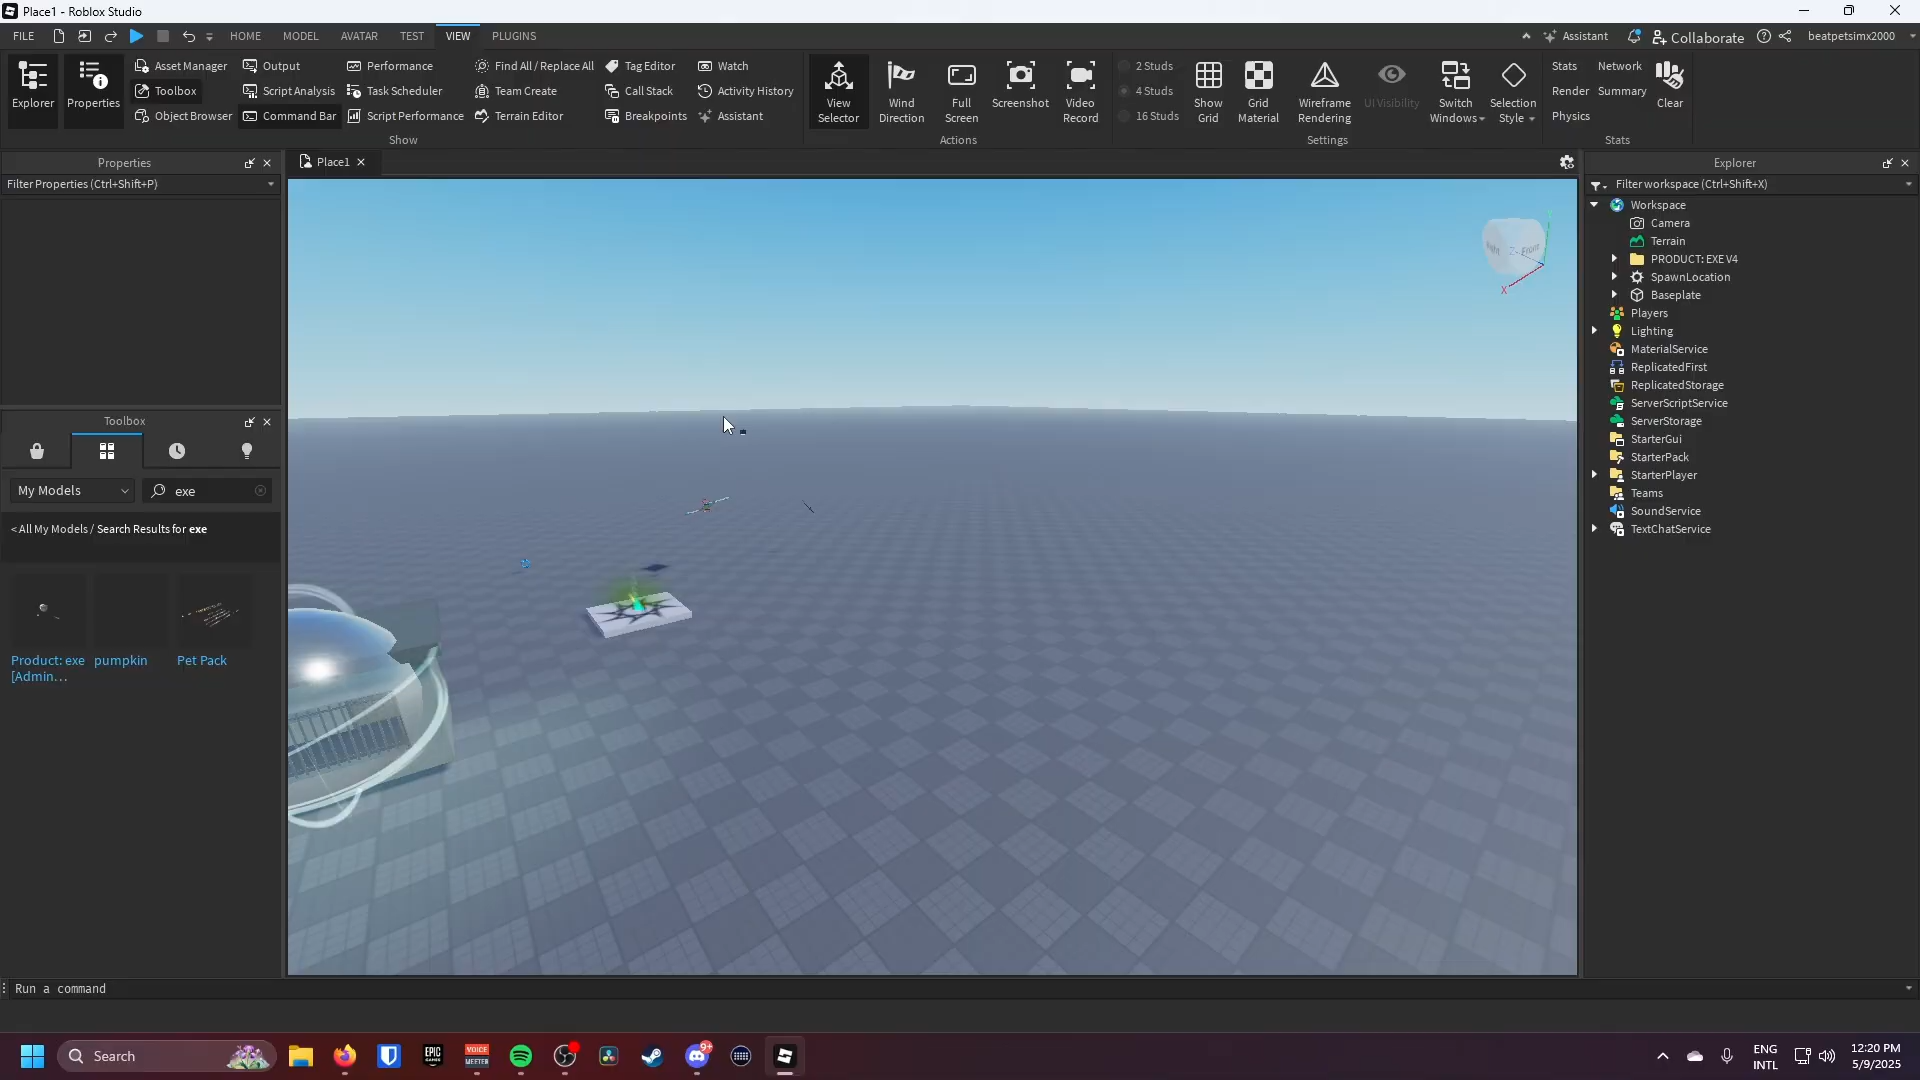 Place1 - Roblox Studio
FILE HOME MODEL AVATAR TEST VIEW PLUGINS Assistant Collaborate beatpetsimx2000
Explorer
Properties
Asset Manager
Toolbox
Object Browser
Output
Script Analysis
Command Bar
Performance
Task Scheduler
Script Performance
Find All / Replace All
Team Create
Terrain Editor
Tag Editor
Call Stack
Breakpoints
Watch
Activity History
Assistant
Show
View
Selector
Wind
Direction
Full
Screen
Screenshot
Video
Record
Actions
2 Studs
4 Studs
16 Studs
Show
Grid
Grid
Material
Wireframe
Rendering
UI Visibility
Switch
Windows
Selection
Style
Settings
Stats
Render
Physics
Network
Summary
Clear
Stats
Properties
Filter Properties (Ctrl+Shift+P)
Toolbox
My Models
exe
< All My Models / Search Results for exe
Product: exe
[Admin...
pumpkin
Pet Pack
Place1
Right
Front
Z
X
Explorer
Filter workspace (Ctrl+Shift+X)
Workspace
Camera
Terrain
PRODUCT: EXE V4
SpawnLocation
Baseplate
Players
Lighting
MaterialService
ReplicatedFirst
ReplicatedStorage
ServerScriptService
ServerStorage
StarterGui
StarterPack
StarterPlayer
Teams
SoundService
TextChatService
Run a command
Search
EPIC
GAMES
VOICE
MEETER
9+
ENG
INTL
12:20 PM
5/9/2025